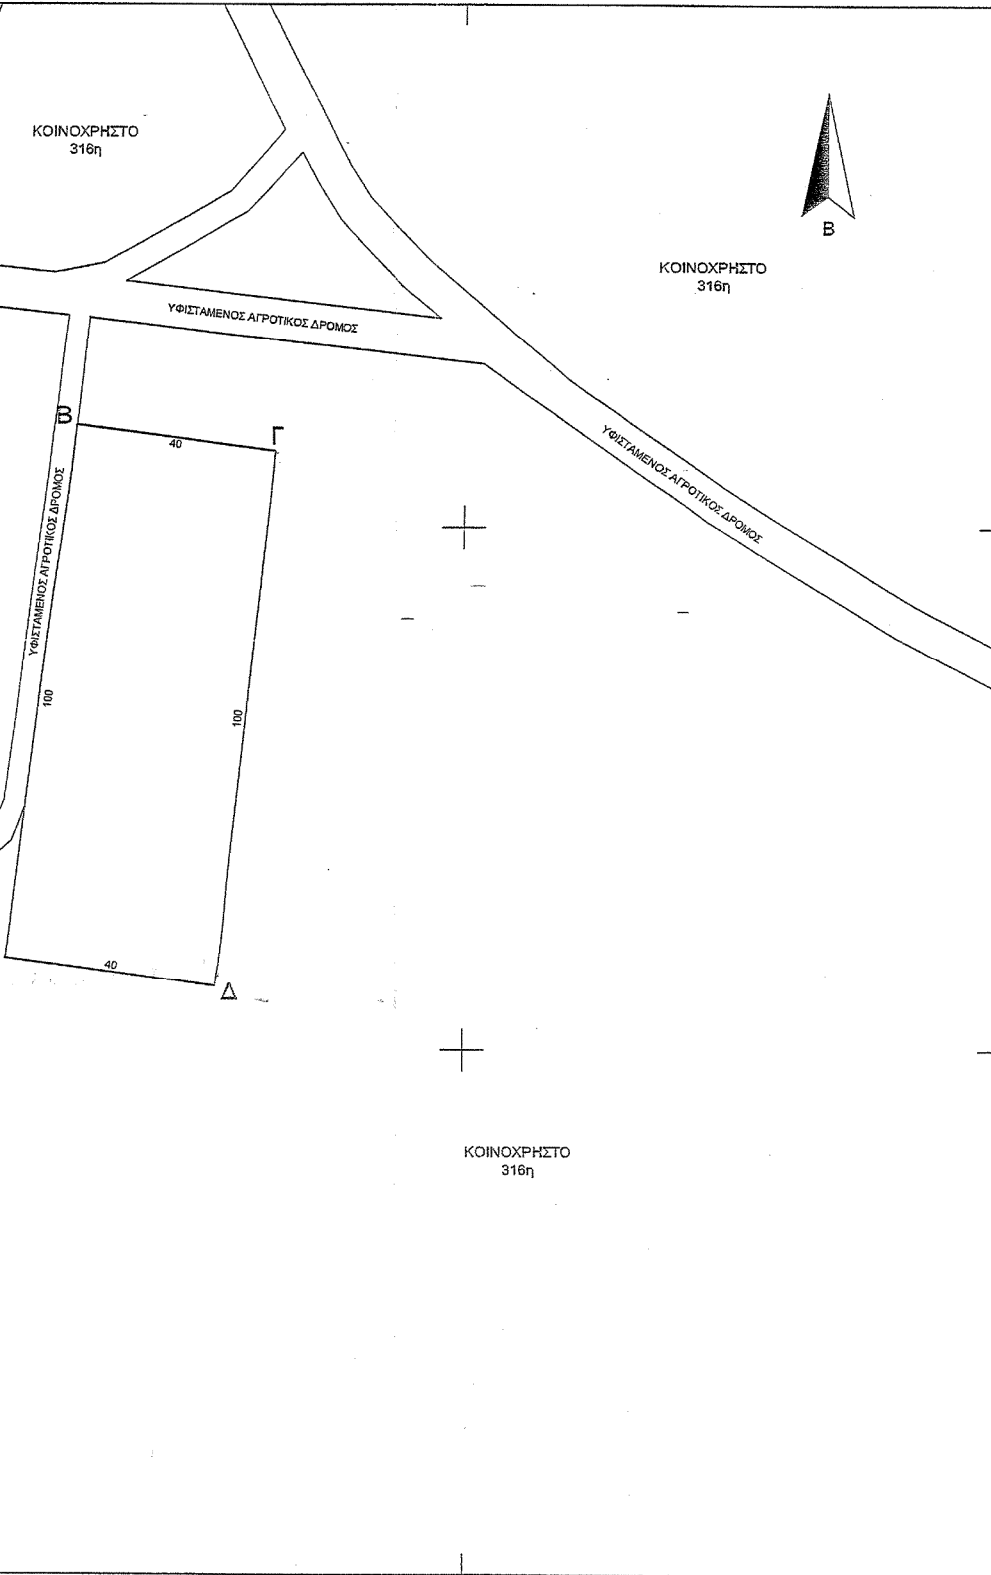 ΚΟΙΝΟΧΡΗΣΤΟ
316η
Β
ΚΟΙΝΟΧΡΗΣΤΟ
316η
ΥΦΙΣΤΑΜΕΝΟΣ ΑΓΡΟΤΙΚΟΣ ΔΡΟΜΟΣ
Β
40
Γ
ΥΦΙΣΤΑΜΕΝΟΣ ΑΓΡΟΤΙΚΟΣ ΔΡΟΜΟΣ
ΥΦΙΣΤΑΜΕΝΟΣ ΑΓΡΟΤΙΚΟΣ ΔΡΟΜΟΣ
100
100
40
Δ
ΚΟΙΝΟΧΡΗΣΤΟ
316η